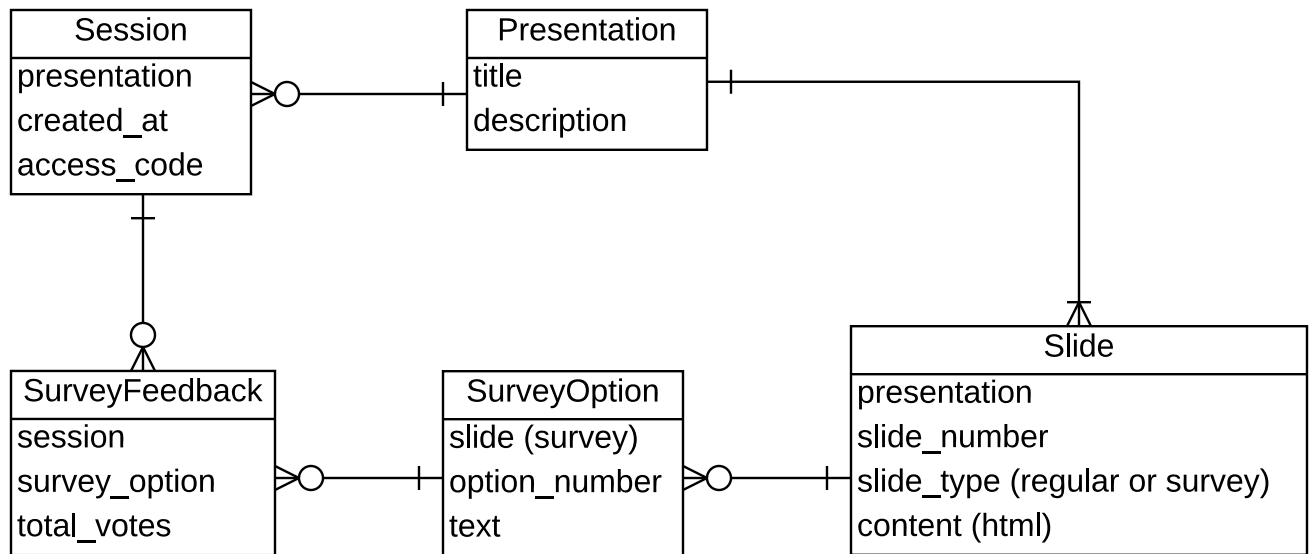 Session
presentation
created_at
access_code
Presentation
title
description
SurveyFeedback
session
survey_option
total_votes
SurveyOption
slide (survey)
option_number
text
Slide
presentation
slide_number
slide_type (regular or survey)
content (html)